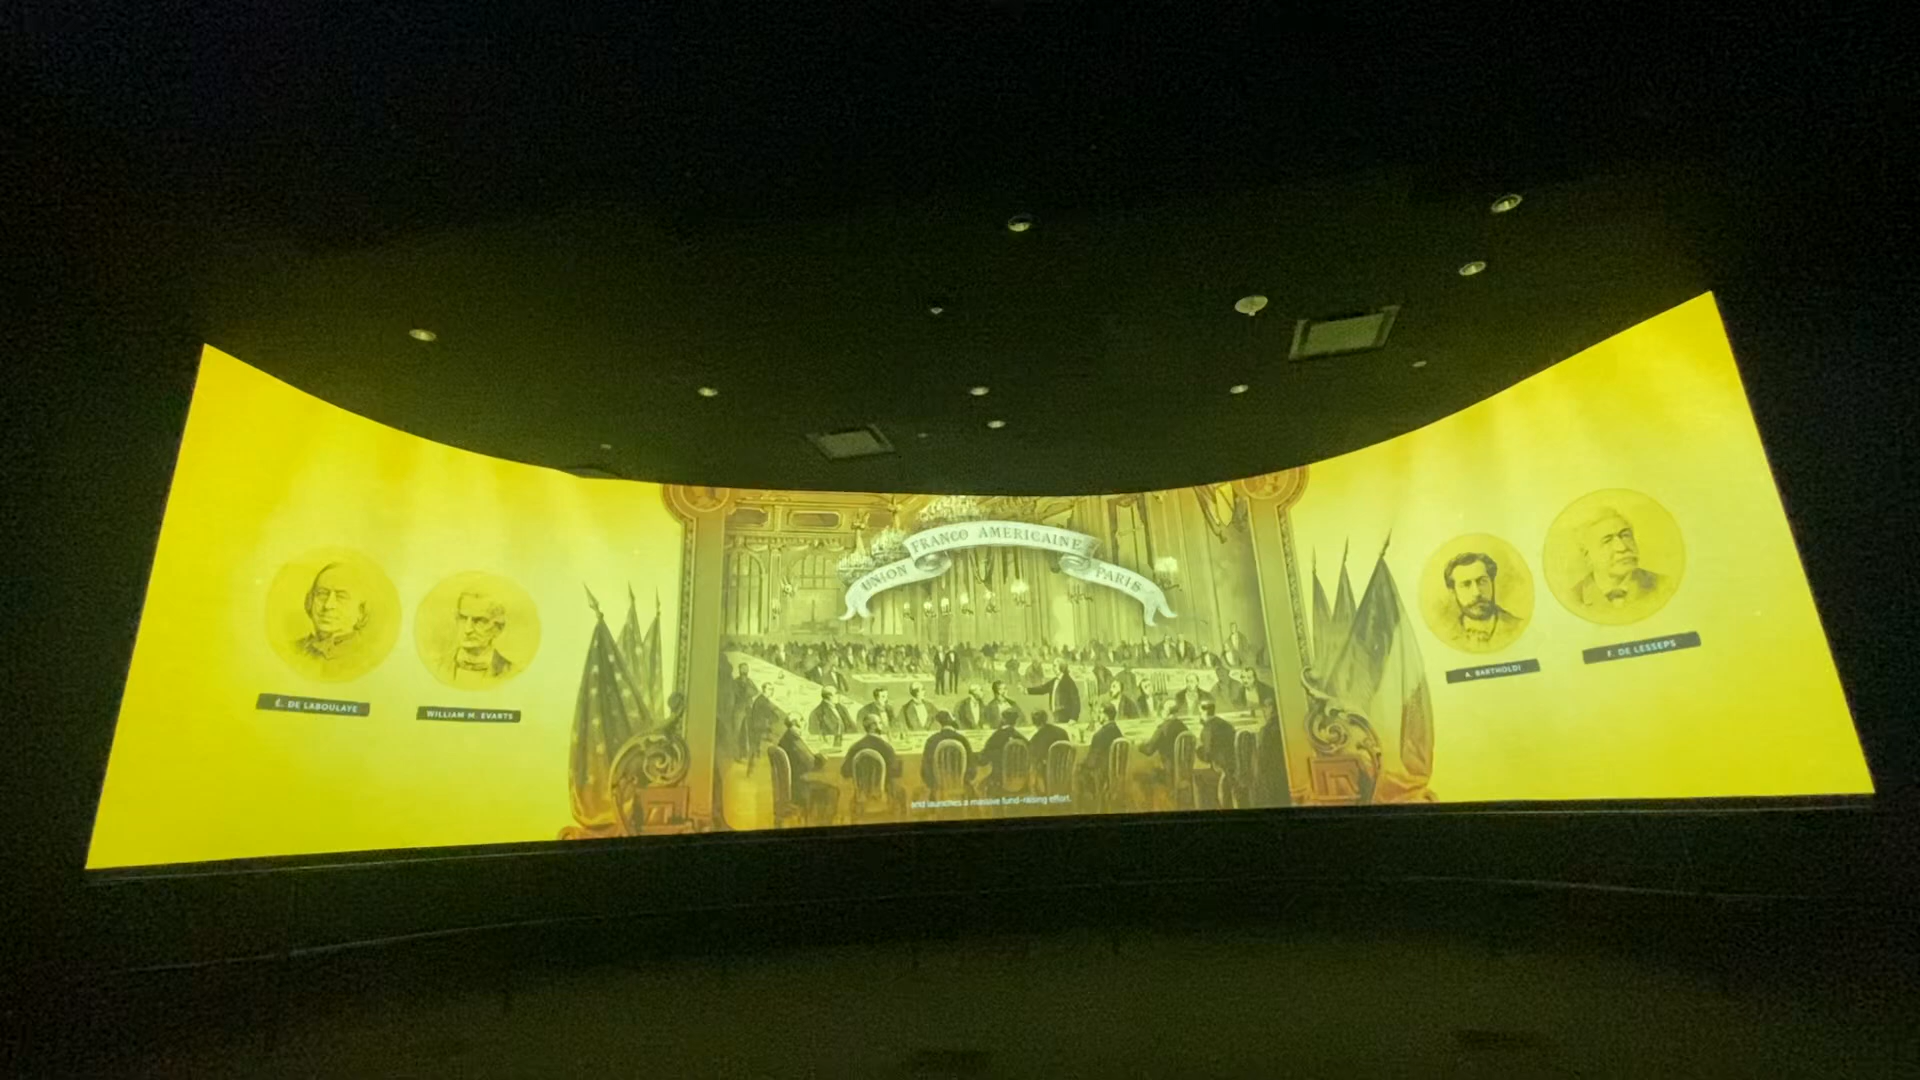 FRANCO AMERICAINE
UNION
PARIS
É. DE LABOULAYE
WILLIAM M. EVARTS
A. BARTHOLDI
F. DE LESSEPS
and launches a massive fund-raising effort.